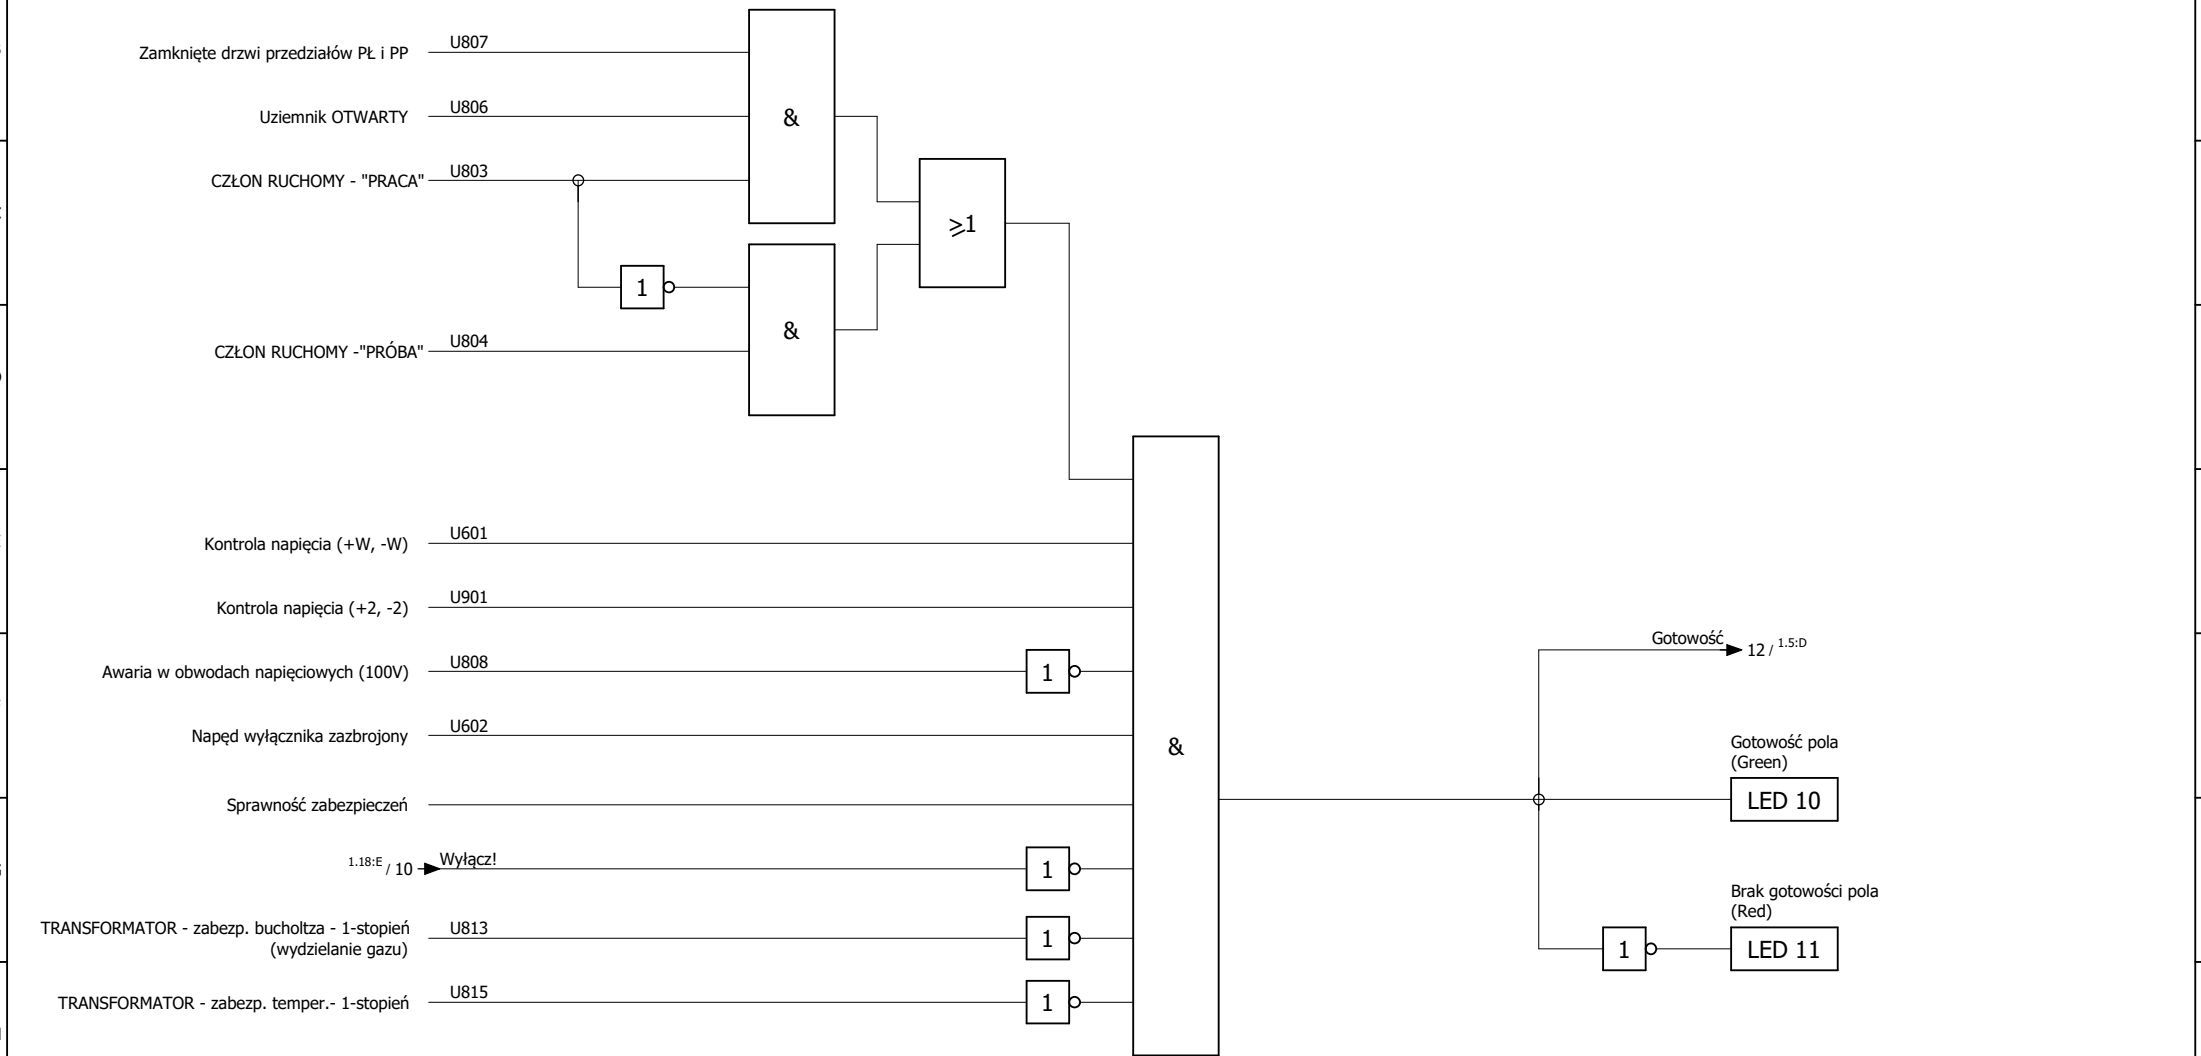 Zamknięte drzwi przedziałów PŁ i PP
U807
Uziemnik OTWARTY
U806
&
CZŁON RUCHOMY - "PRACA"
U803
≥1
1
&
CZŁON RUCHOMY -"PRÓBA"
U804
Kontrola napięcia (+W, -W)
U601
Kontrola napięcia (+2, -2)
U901
Awaria w obwodach napięciowych (100V)
U808
1
Napęd wyłącznika zazbrojony
U602
&
Sprawność zabezpieczeń
1.18:E / 10
Wyłącz!
1
TRANSFORMATOR - zabezp. bucholtza - 1-stopień
(wydzielanie gazu)
U813
1
TRANSFORMATOR - zabezp. temper.- 1-stopień
U815
1
Gotowość
12 / 1.5:D
Gotowość pola
(Green)
LED 10
Brak gotowości pola
(Red)
1
LED 11